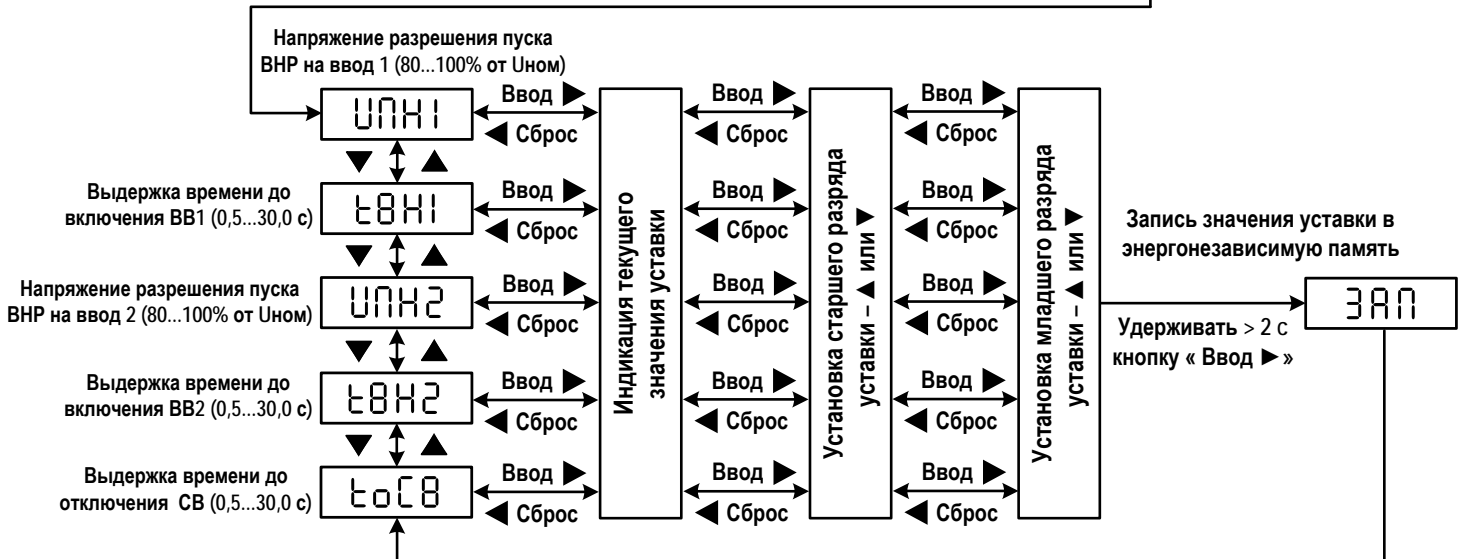 Напряжение разрешения пуска
ВНР на ввод 1 (80...100% от Uном)
UПН1
Ввод ▶
◀ Сброс
Ввод ▶
◀ Сброс
Ввод ▶
◀ Сброс
▼ ▲
Выдержка времени до
включения ВВ1 (0,5...30,0 с)
t8H1
Ввод ▶
◀ Сброс
Ввод ▶
◀ Сброс
Ввод ▶
◀ Сброс
▼ ▲
Напряжение разрешения пуска
ВНР на ввод 2 (80...100% от Uном)
UПН2
Ввод ▶
◀ Сброс
Ввод ▶
◀ Сброс
Ввод ▶
◀ Сброс
▼ ▲
Выдержка времени до
включения ВВ2 (0,5...30,0 с)
t8H2
Ввод ▶
◀ Сброс
Ввод ▶
◀ Сброс
Ввод ▶
◀ Сброс
▼ ▲
Выдержка времени до
отключения СВ (0,5...30,0 с)
toC8
Ввод ▶
◀ Сброс
Ввод ▶
◀ Сброс
Ввод ▶
◀ Сброс
Индикация текущего
значения уставки
Установка старшего разряда
уставки – ▲ или ▼
Установка младшего разряда
уставки – ▲ или ▼
Запись значения уставки в
энергонезависимую память
ЗАП
Удерживать > 2 с
кнопку « Ввод ▶»